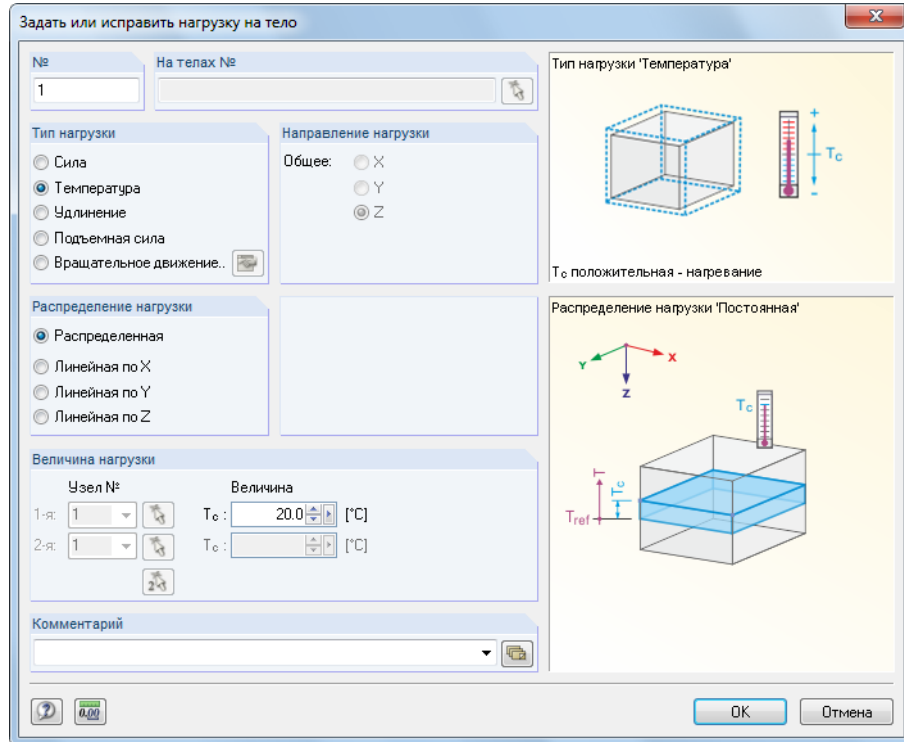 Задать или исправить нагрузку на тело
№
На телах №
1
Тип нагрузки
Сила
Температура
Удлинение
Подъемная сила
Вращательное движение..
Направление нагрузки
Общее:
X
Y
Z
Распределение нагрузки
Распределенная
Линейная по X
Линейная по Y
Линейная по Z
Величина нагрузки
Узел № Величина
1-я: 1 Tc : 20.0 [°C]
2-я: 1 Tc : [°C]
2
Комментарий
Тип нагрузки 'Температура'
+
Tc
-
Tc положительная - нагревание
Распределение нагрузки 'Постоянная'
Y X
Z
Tc
T
Tc
Tref
0.00
OK Отмена